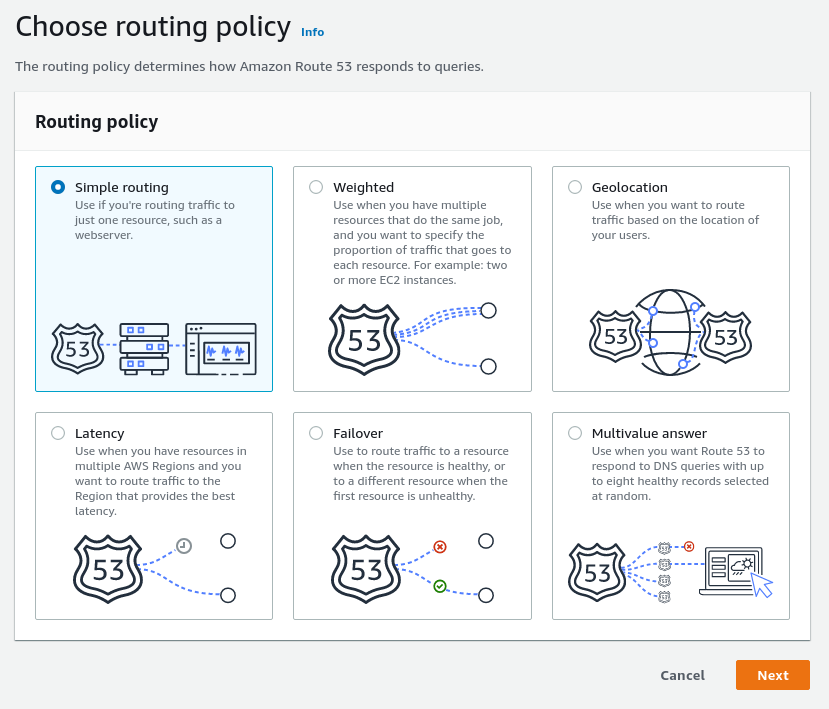 Choose routing policy Info
The routing policy determines how Amazon Route 53 responds to queries.
Routing policy
Simple routing
Use if you're routing traffic to
just one resource, such as a
webserver.
53
Weighted
Use when you have multiple
resources that do the same job,
and you want to specify the
proportion of traffic that goes to
each resource. For example: two
or more EC2 instances.
53
Geolocation
Use when you want to route
traffic based on the location of
your users.
53
53
Latency
Use when you have resources in
multiple AWS Regions and you
want to route traffic to the
Region that provides the best
latency.
53
Failover
Use to route traffic to a resource
when the resource is healthy, or
to a different resource when the
first resource is unhealthy.
53
Multivalue answer
Use when you want Route 53 to
respond to DNS queries with up
to eight healthy records selected
at random.
53
53
53
53
53
Cancel
Next